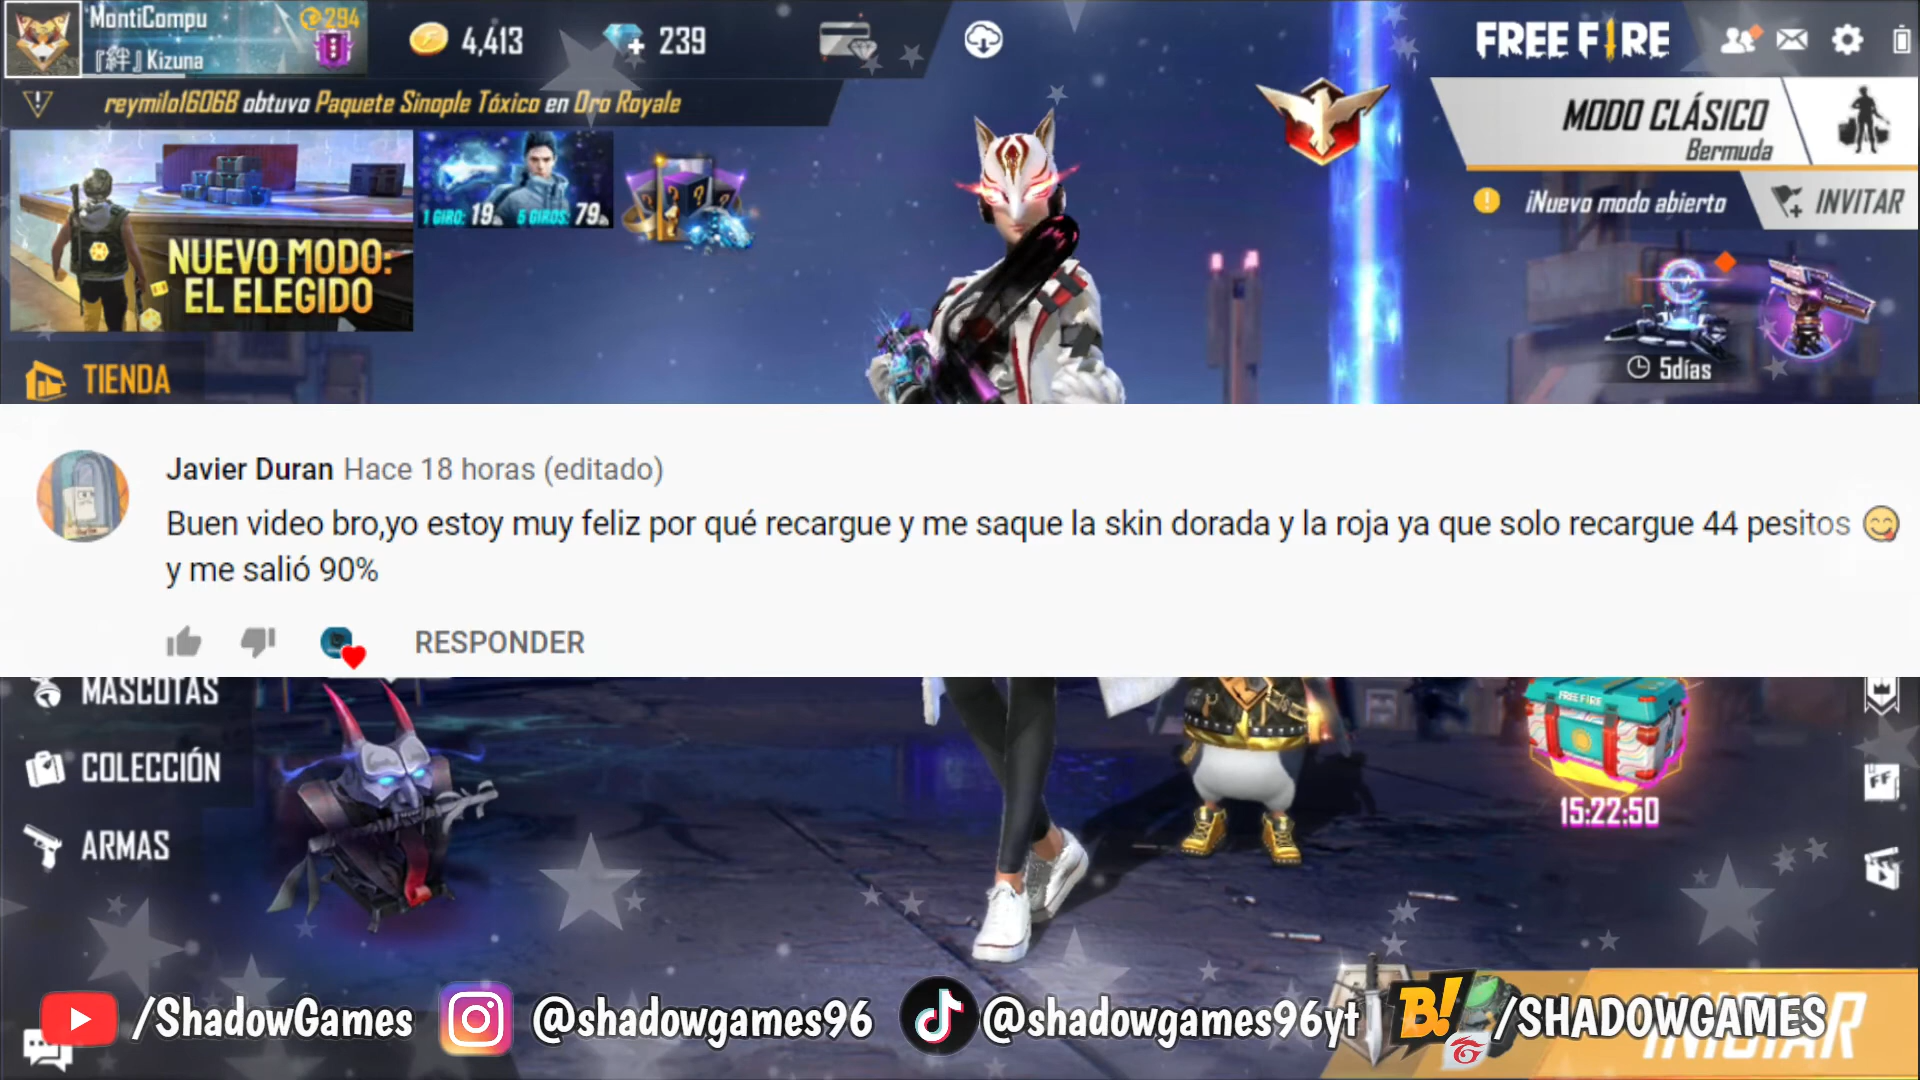 MontiCompu
『絆』Kizuna
294
4,413
239
FREE FIRE
reymilo16068 obtuvo Paquete Sinople Tóxico en Oro Royale
MODO CLÁSICO
Bermuda
¡Nuevo modo abierto
INVITAR
1 GIRO: 19
5 GIROS: 79
NUEVO MODO:
EL ELEGIDO
5días
TIENDA
Javier Duran Hace 18 horas (editado)
Buen video bro,yo estoy muy feliz por qué recargue y me saque la skin dorada y la roja ya que solo recargue 44 pesitos 😋
y me salió 90%
RESPONDER
MASCOTAS
FREE FIRE
COLECCIÓN
FF
15:22:50
ARMAS
/ShadowGames
@shadowgames96
@shadowgames96yt
B!
/SHADOWGAMES